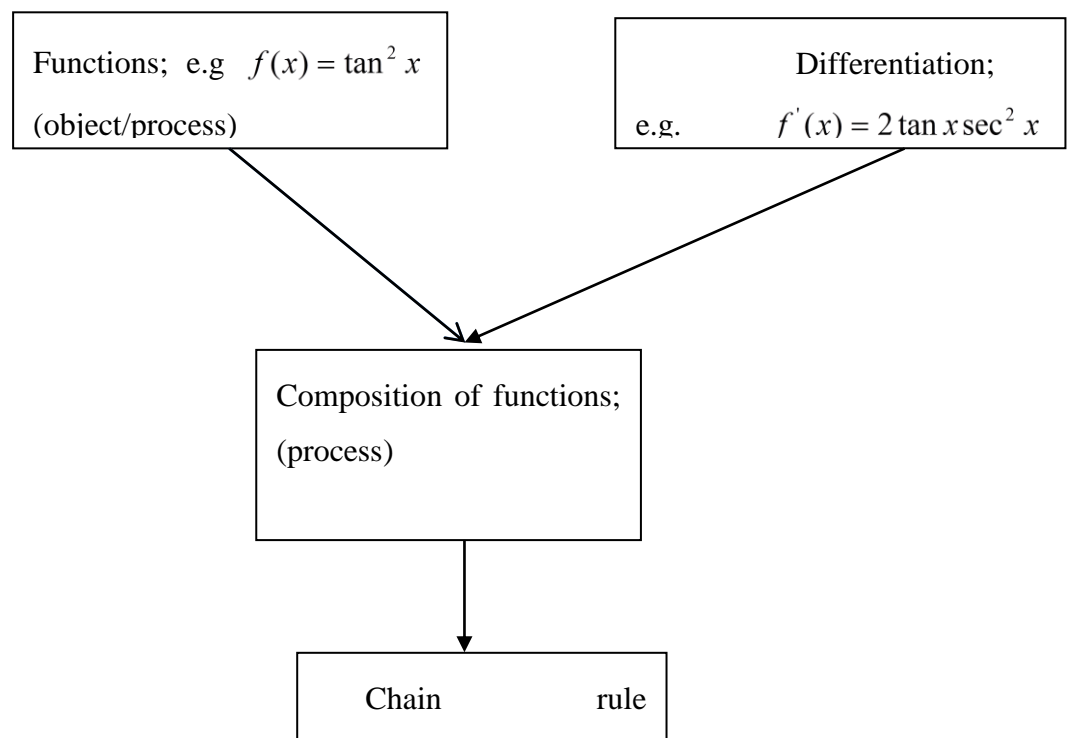 Functions; e.g f(x) = tan² x
(object/process)
Differentiation;
e.g. f'(x) = 2 tan x sec² x
Composition of functions;
(process)
Chain rule